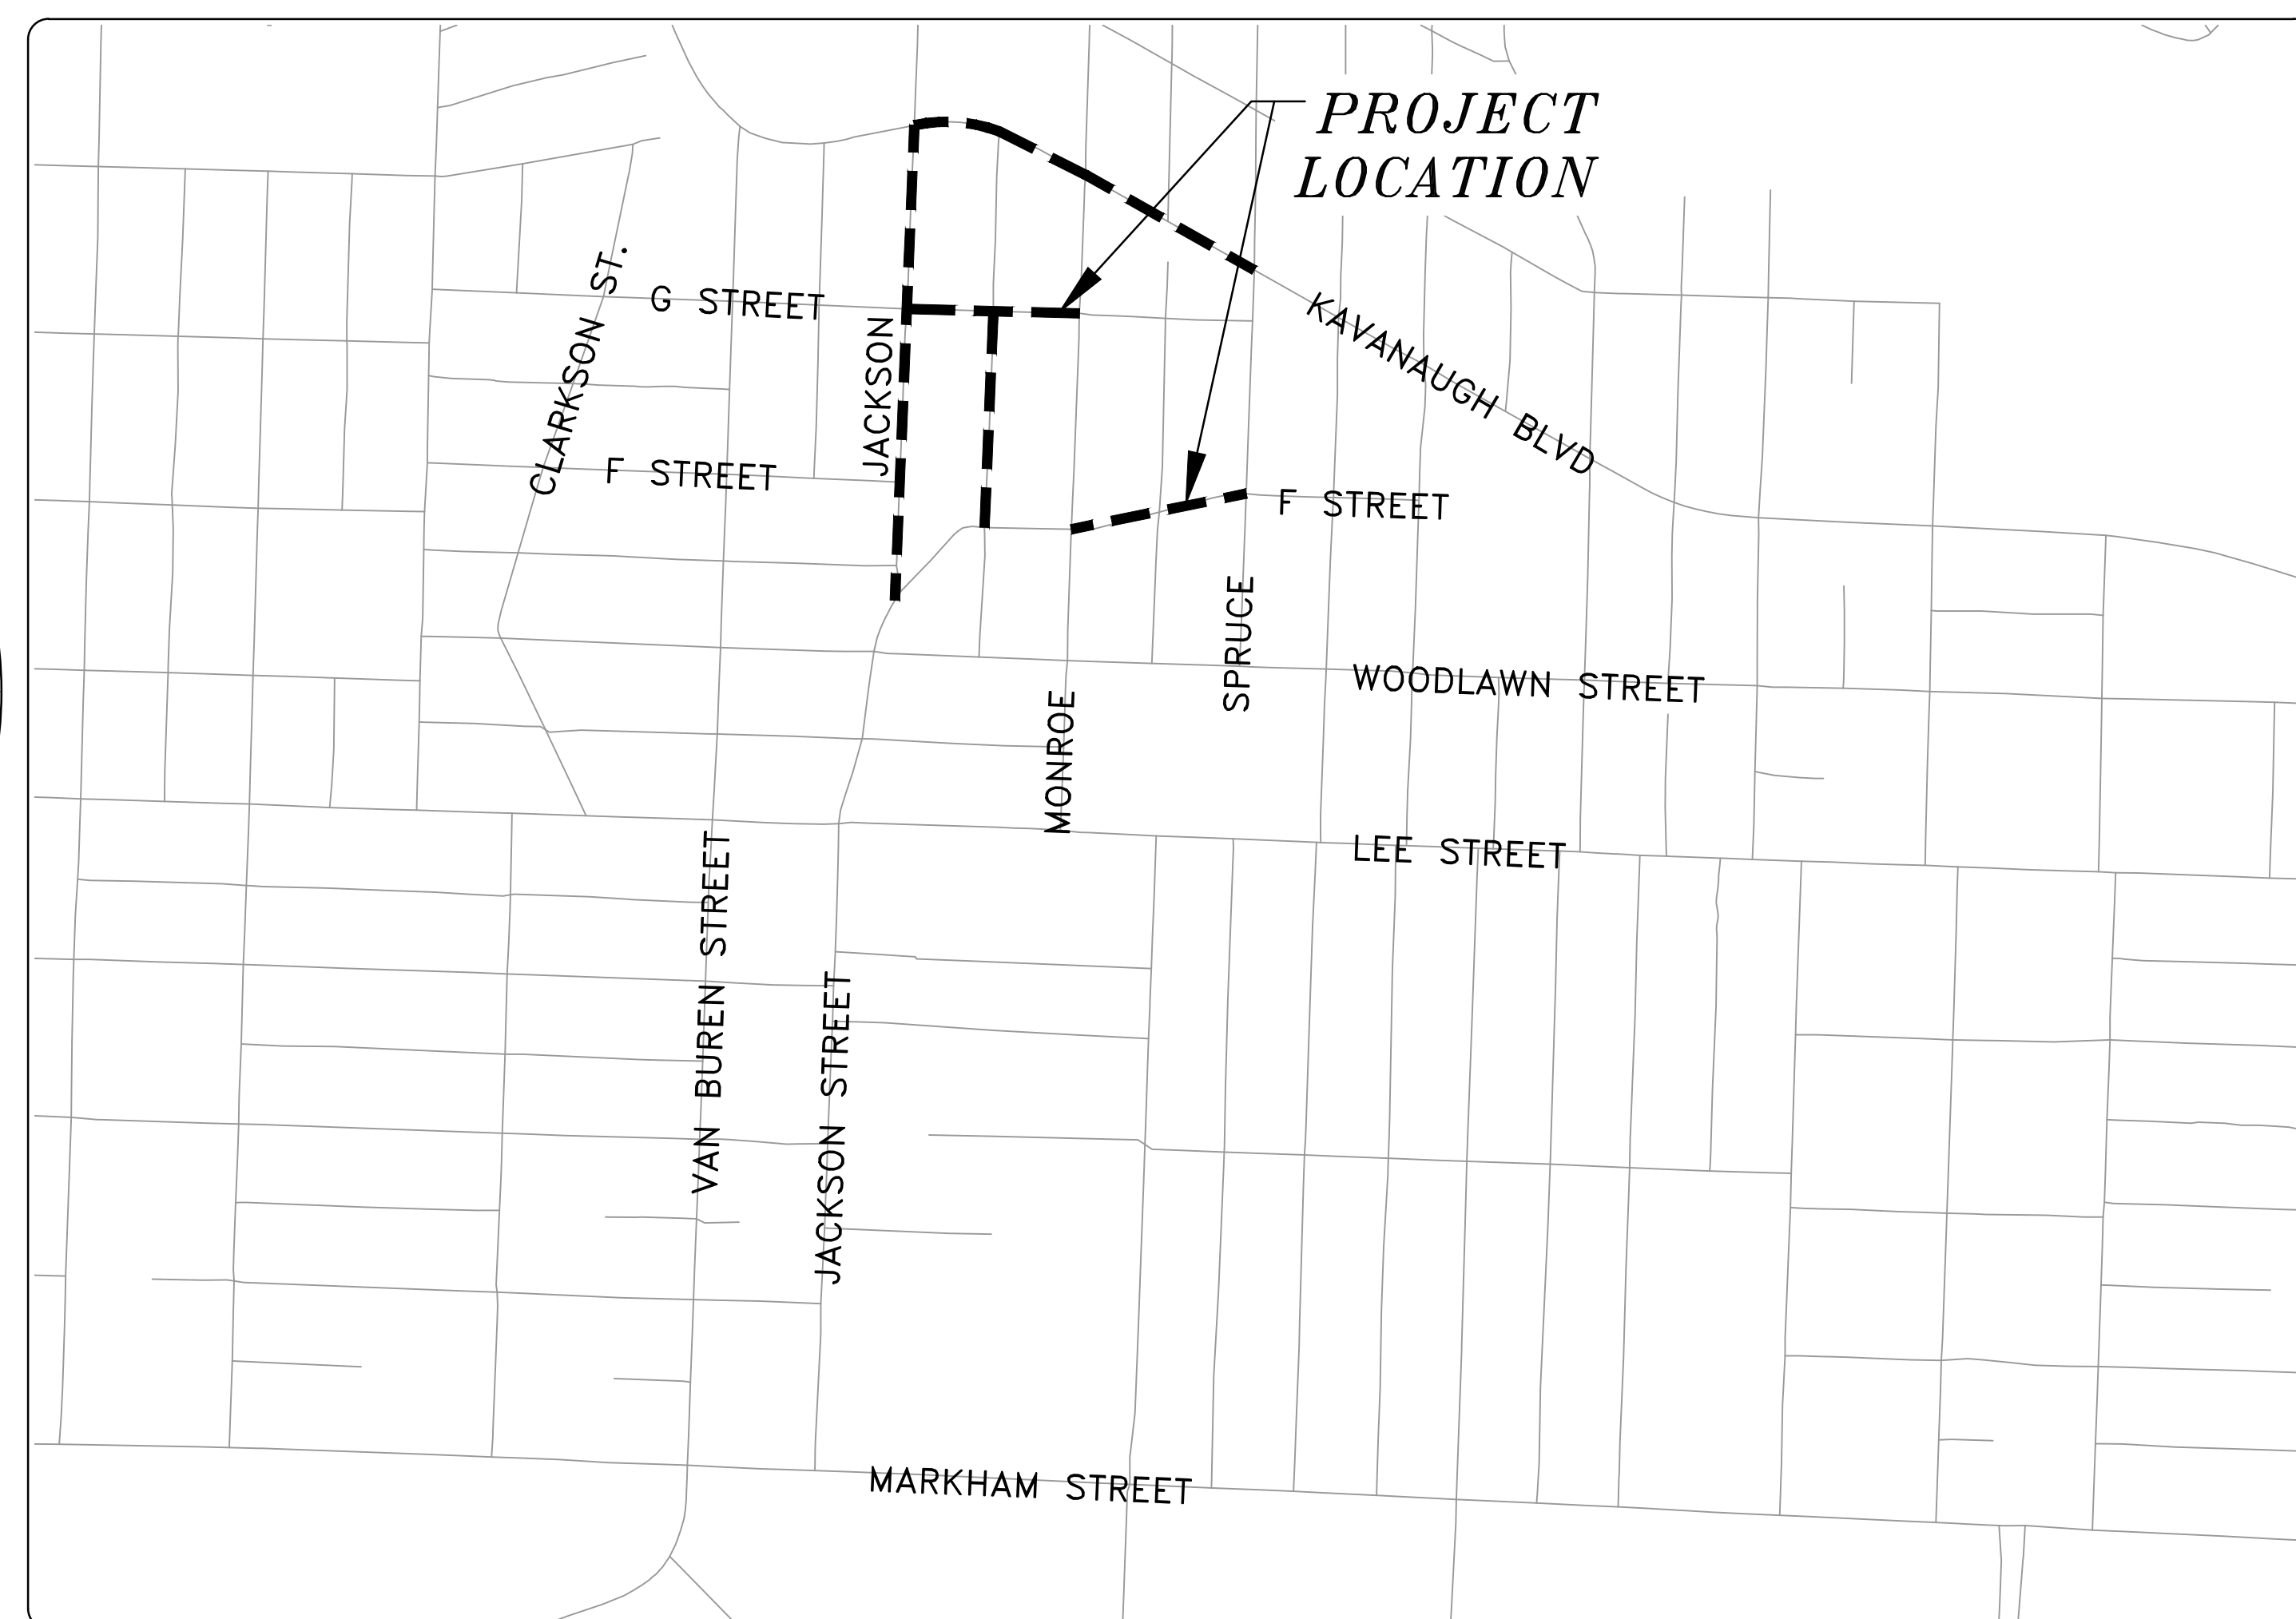 PROJECT
LOCATION
CLARKSON ST.
G STREET
JACKSON
KAVANAUGH BLVD
F STREET
F STREET
SPRUCE
WOODLAWN STREET
MONROE
LEE STREET
VAN BUREN STREET
JACKSON STREET
MARKHAM STREET